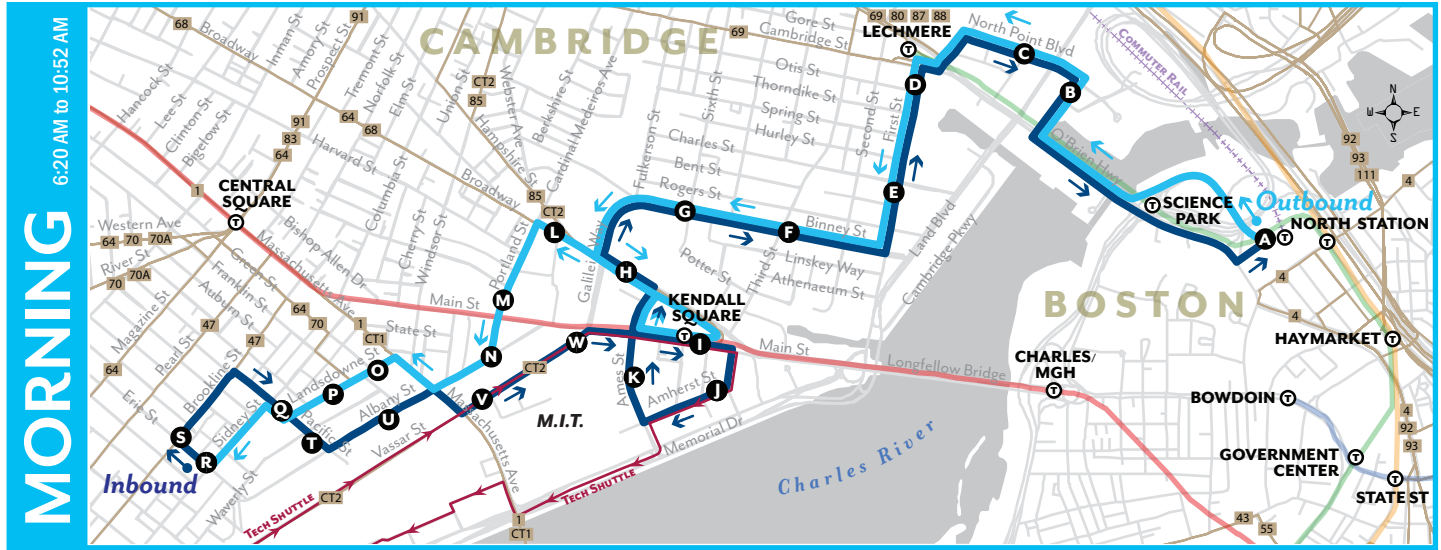 MORNING
6:20 AM to 10:52 AM
CAMBRIDGE
BOSTON
68
Broadway
Inman St
Amory St
Prospect St
91
Tremont St
Norfolk St
Elm St
Union St
CT2
85
Webster Ave
Hampshire St
Berkshire St
Cardinal Medeiros Ave
69
Gore St
Cambridge St
69
80
87
88
LECHMERE
T
North Point Blvd
C
D
B
COMMUTER RAIL
N
W
E
S
Hancock St
Lee St
Clinton St
Bigelow St
91
83
64
64
68
Harvard St
Columbia St
Otis St
Thorndike St
Spring St
Hurley St
Charles St
Bent St
Rogers St
Sixth St
Fulkerson St
Second St
First St
E
O'Brien Hwy
92
93
111
4
1
CENTRAL
SQUARE
T
Western Ave
64
70
70A
River St
70A
70
Bishop Allen Dr
Massachusetts Ave
Green St
Franklin St
Auburn St
Cherry St
Windsor St
Portland St
Broadway
85
CT2
L
Galilei Way
G
F
Binney St
Linskey Way
Athenaeum St
Potter St
Third St
Land Blvd
Cambridge Pkwy
H
SCIENCE
PARK
T
Outbound
A
T
NORTH STATION
T
4
4
Magazine St
Pearl St
47
47
64
70
1
CT1
State St
Main St
M
N
W
KENDALL
SQUARE
T
I
Main St
Longfellow Bridge
CHARLES/
MGH
T
HAYMARKET
T
BOWDOIN
T
64
Erie St
Brookline St
Landsdowne St
O
P
Q
Sidney St
Pacific St
Albany St
U
T
V
CT2
Vassar St
Massachusetts Ave
M.I.T.
Ames St
K
Amherst St
J
Memorial Dr
Charles River
4
92
93
GOVERNMENT
CENTER
T
STATE ST
T
S
R
Inbound
Waverly St
CT2
TECH SHUTTLE
TECH SHUTTLE
1
CT1
43
55